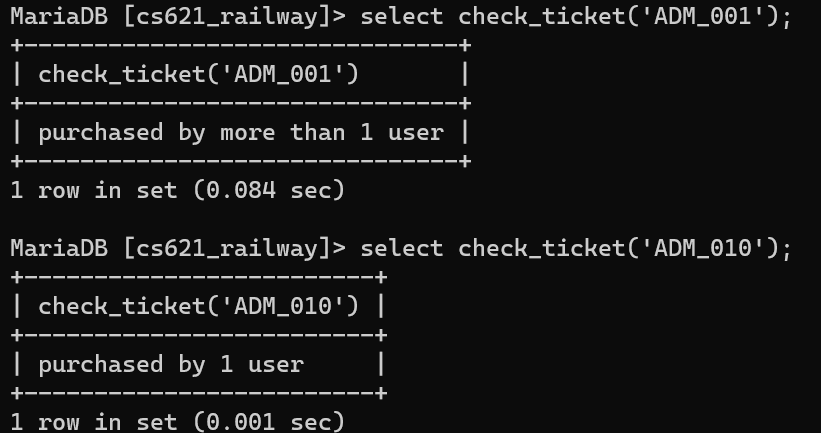 MariaDB [cs621_railway]> select check_ticket('ADM_001');
+-------------------------------+
| check_ticket('ADM_001')       |
+-------------------------------+
| purchased by more than 1 user |
+-------------------------------+
1 row in set (0.084 sec)

MariaDB [cs621_railway]> select check_ticket('ADM_010');
+-------------------------+
| check_ticket('ADM_010') |
+-------------------------+
| purchased by 1 user     |
+-------------------------+
1 row in set (0.001 sec)